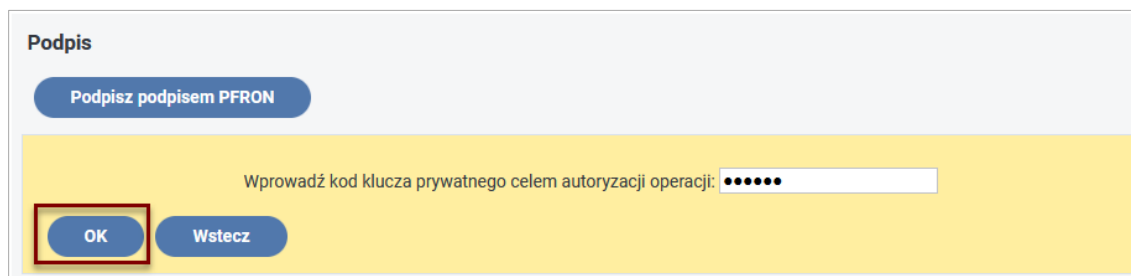 Podpis
Podpisz podpisem PFRON
Wprowadź kod klucza prywatnego celem autoryzacji operacji: ••••••
OK Wstecz